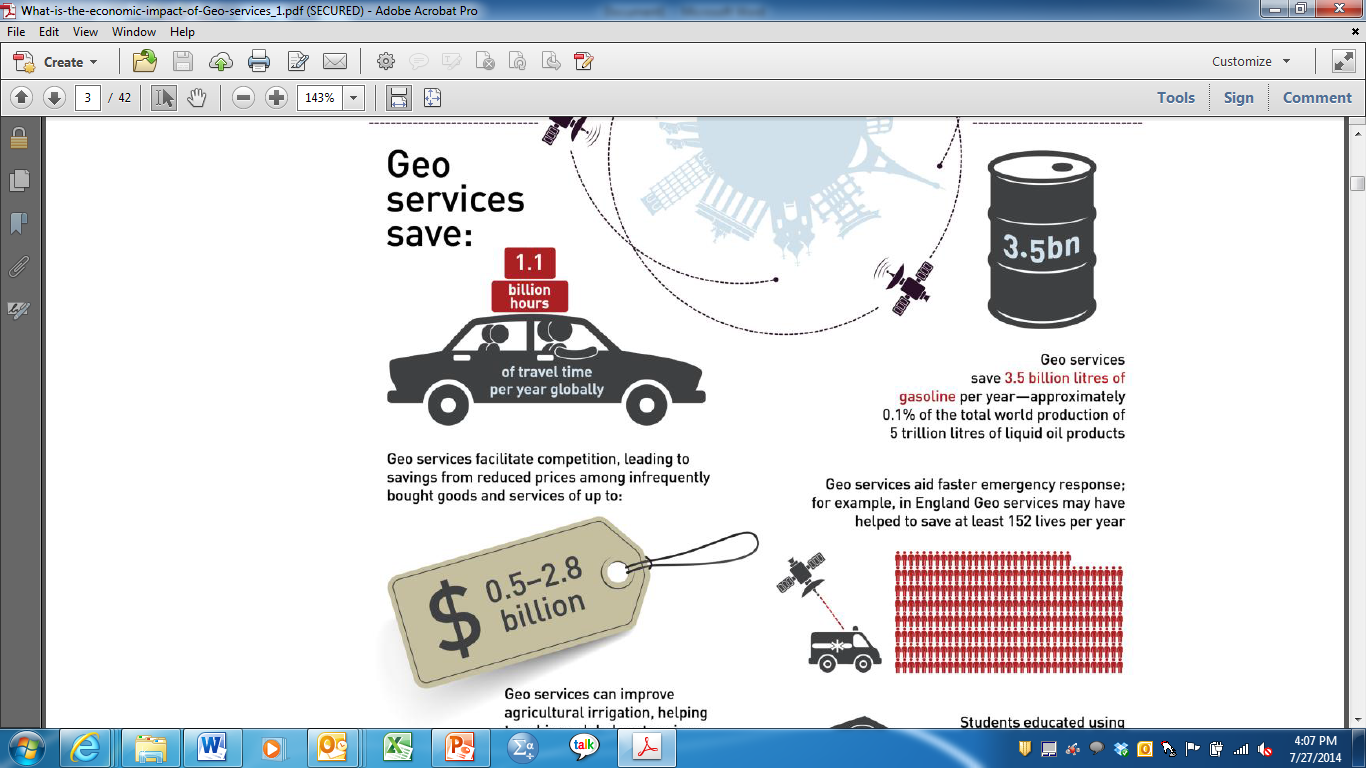 What-is-the-economic-impact-of-Geo-services_1.pdf (SECURED) - Adobe Acrobat Pro
File Edit View Window Help
Create
Customize
3 / 42
143%
Tools Sign Comment
Geo
services
save:
1.1
billion
hours
of travel time
per year globally
3.5bn
Geo services
save 3.5 billion litres of
gasoline per year—approximately
0.1% of the total world production of
5 trillion litres of liquid oil products
Geo services facilitate competition, leading to
savings from reduced prices among infrequently
bought goods and services of up to:
$ 0.5–2.8
billion
Geo services aid faster emergency response;
for example, in England Geo services may have
helped to save at least 152 lives per year
Geo services can improve
agricultural irrigation, helping
Students educated using
talk
4:07 PM
7/27/2014